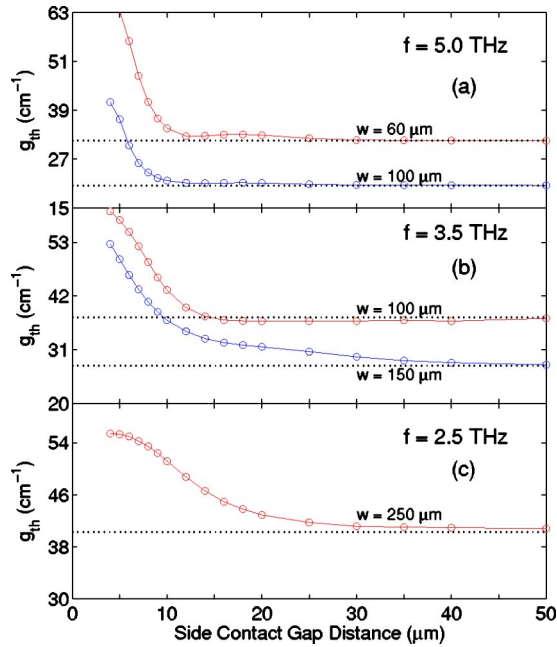 63
51
39
27
15
g_th (cm⁻¹)
f = 5.0 THz
(a)
w = 60 μm
w = 100 μm
53
42
31
20
g_th (cm⁻¹)
f = 3.5 THz
(b)
w = 100 μm
w = 150 μm
54
46
38
30
g_th (cm⁻¹)
f = 2.5 THz
(c)
w = 250 μm
0 10 20 30 40 50
Side Contact Gap Distance (μm)